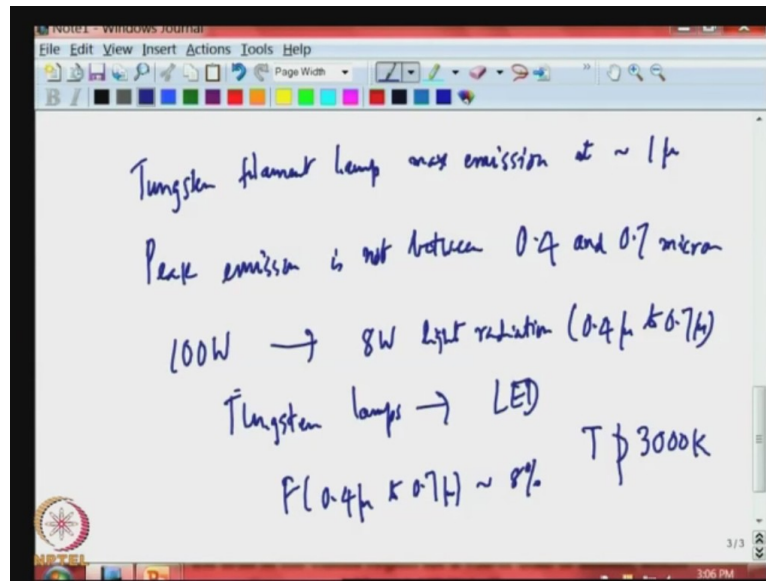 Note1 - Windows Journal
File Edit View Insert Actions Tools Help
Page Width
B I
Tungsten filament lamp max emission at ~ 1μ
Peak emission is not between 0.4 and 0.7 micron
100W → 8W light radiation (0.4μ to 0.7μ)
Tungsten lamps → LED
F(0.4μ to 0.7μ) ~ 8% T ≯ 3000K
3/3
NPTEL
3:06 PM